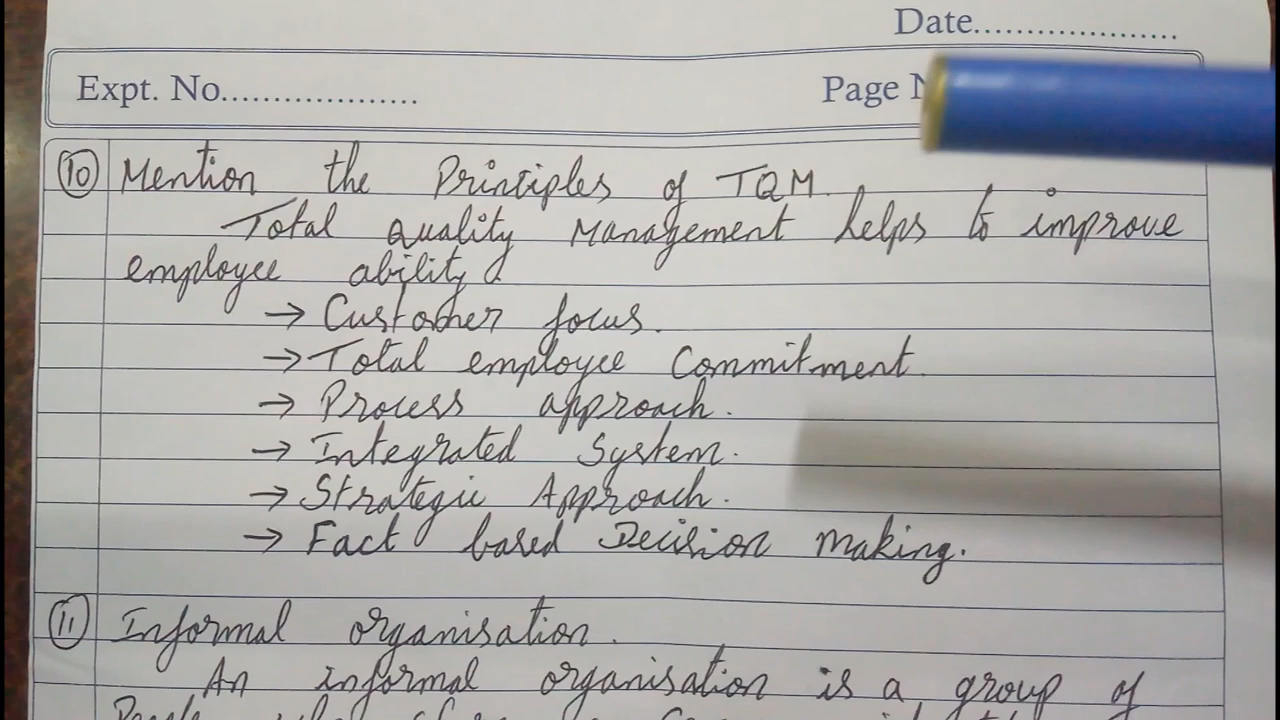 Date....................
Expt. No...................
Page N
10 Mention the Principles of TQM.
Total Quality Management helps to improve
employee ability
→ Customer focus.
→ Total employee Commitment.
→ Process approach.
→ Integrated System.
→ Strategic Approach.
→ Fact based Decision making.
11 Informal organisation.
An informal organisation is a group of